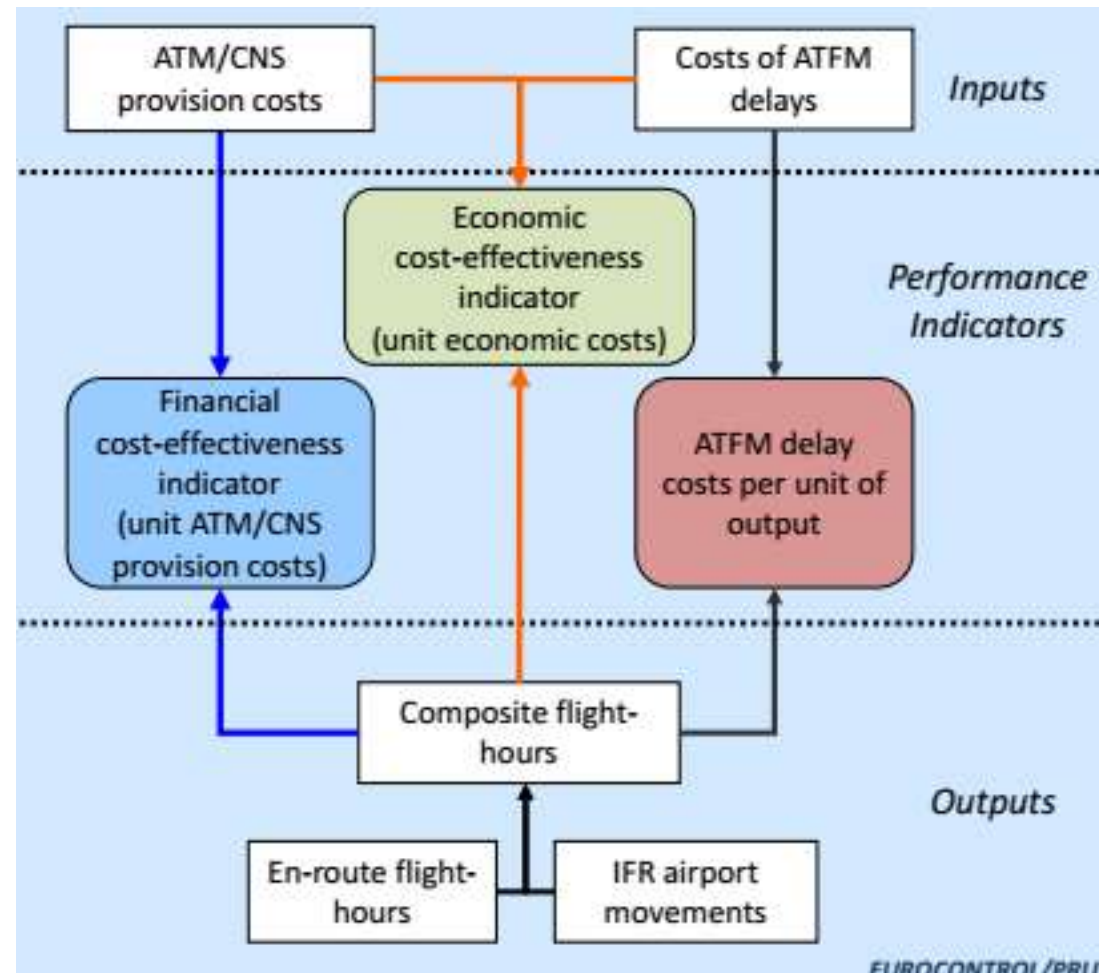 ATM/CNS
provision costs
Costs of ATFM
delays
Inputs
Economic
cost-effectiveness
indicator
(unit economic costs)
Performance
Indicators
Financial
cost-effectiveness
indicator
(unit ATM/CNS
provision costs)
ATFM delay
costs per unit of
output
Composite flight-
hours
Outputs
En-route flight-
hours
IFR airport
movements
EUROCONTROL/PRU